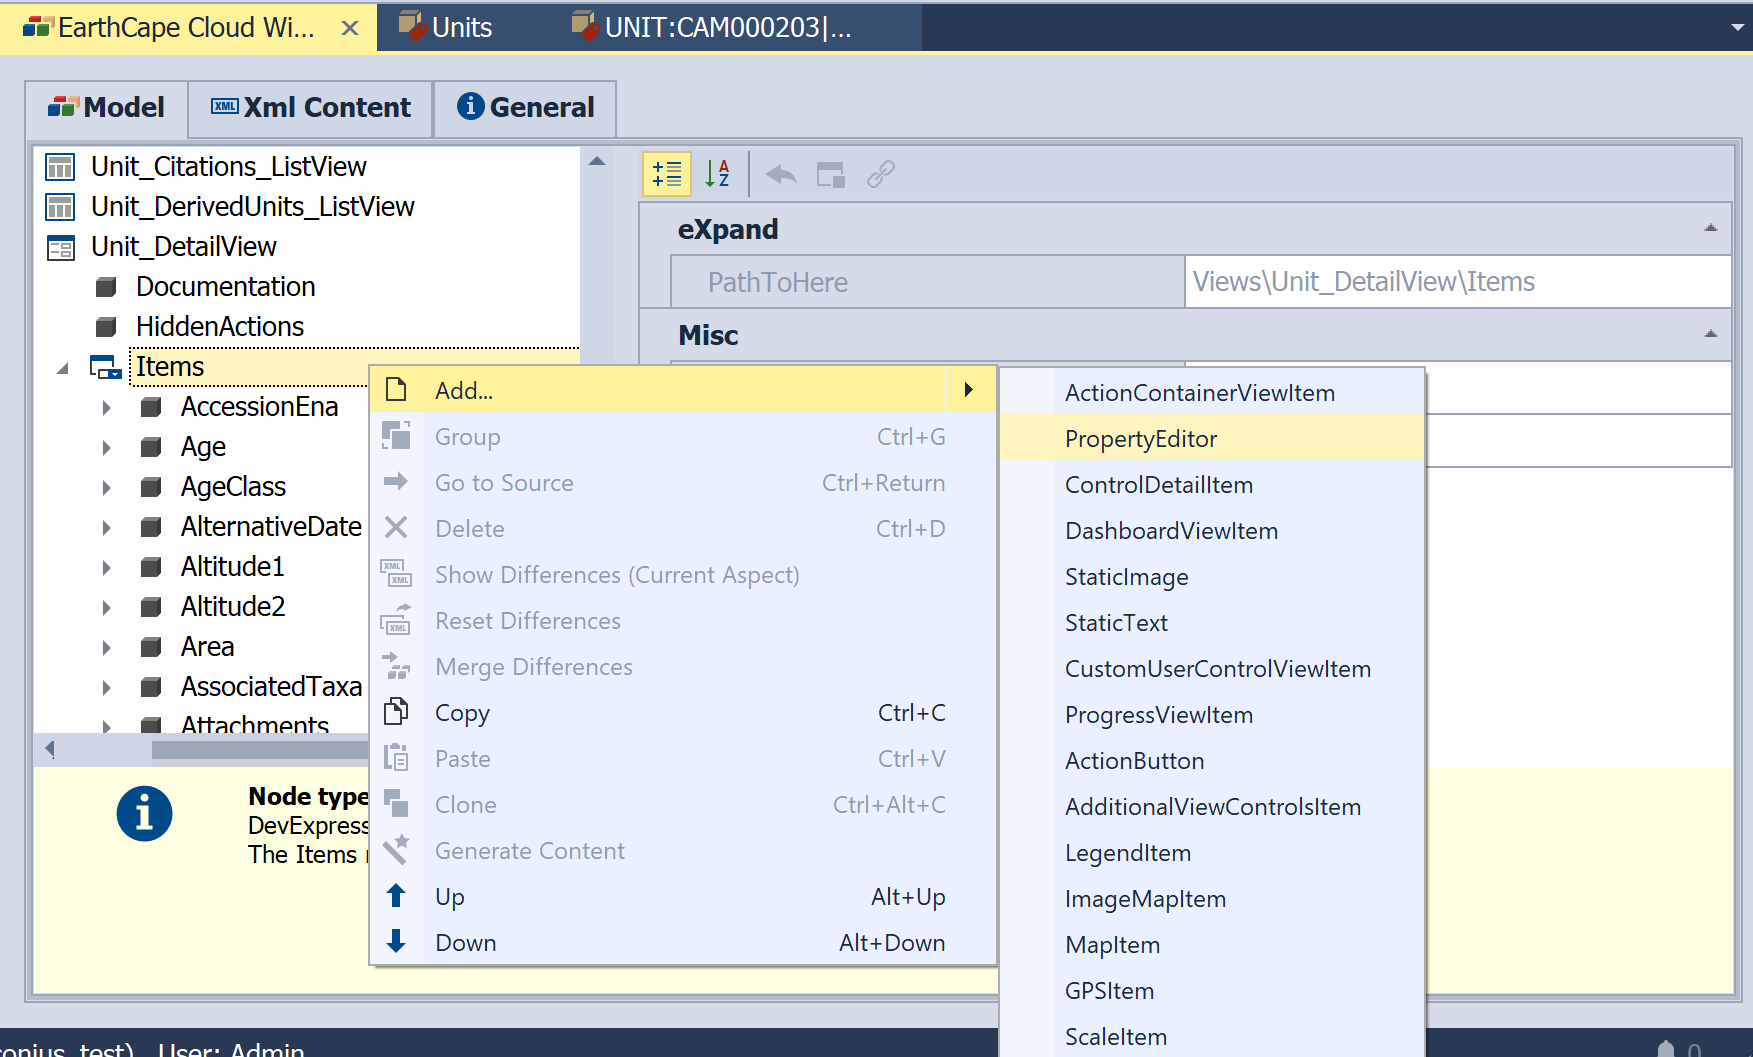 EarthCape Cloud Wi...
Units
UNIT:CAM000203|...
Model
XML Xml Content
General
Unit_Citations_ListView
Unit_DerivedUnits_ListView
Unit_DetailView
Documentation
HiddenActions
Items
AccessionEna
Age
AgeClass
AlternativeDate
Altitude1
Altitude2
Area
AssociatedTaxa
Attachments
A
Z
eXpand
PathToHere Views\Unit_DetailView\Items
Misc
Add...
Group Ctrl+G
Go to Source Ctrl+Return
Delete Ctrl+D
XML
XML
Show Differences (Current Aspect)
XML
Reset Differences
Merge Differences
Copy Ctrl+C
Paste Ctrl+V
Clone Ctrl+Alt+C
Generate Content
Up Alt+Up
Down Alt+Down
ActionContainerViewItem
PropertyEditor
ControlDetailItem
DashboardViewItem
StaticImage
StaticText
CustomUserControlViewItem
ProgressViewItem
ActionButton
AdditionalViewControlsItem
LegendItem
ImageMapItem
MapItem
GPSItem
ScaleItem
Node type
DevExpress
The Items
conius_test) User: Admin
0